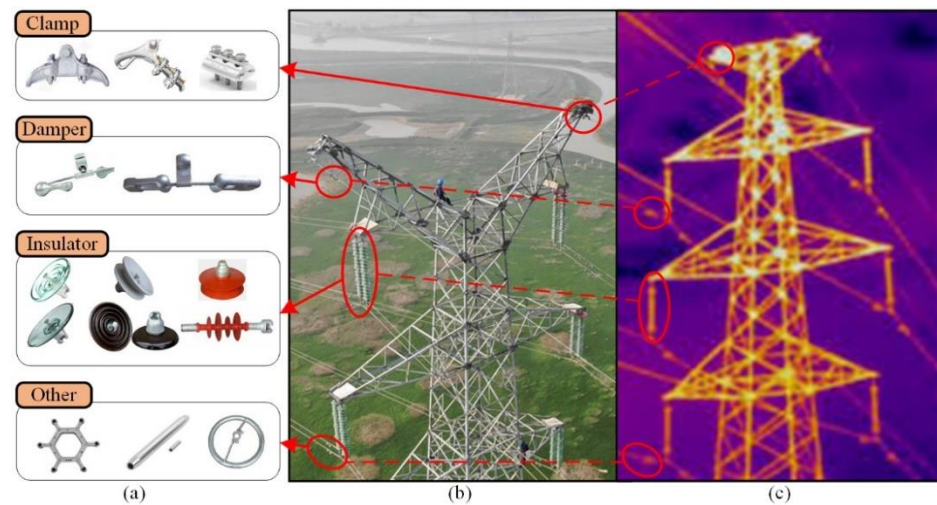 Clamp
Damper
Insulator
Other
(a)
(b)
(c)